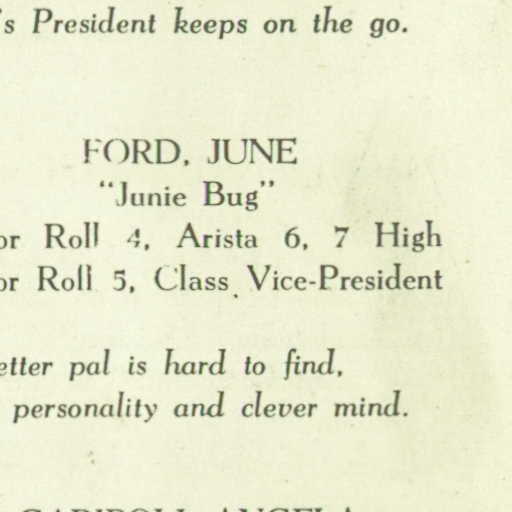 's President keeps on the go.
FORD, JUNE
“Junie Bug”
or Roll 4, Arista 6, 7 High
or Roll 5, Class Vice-President
etter pal is hard to find,
personality and clever mind.